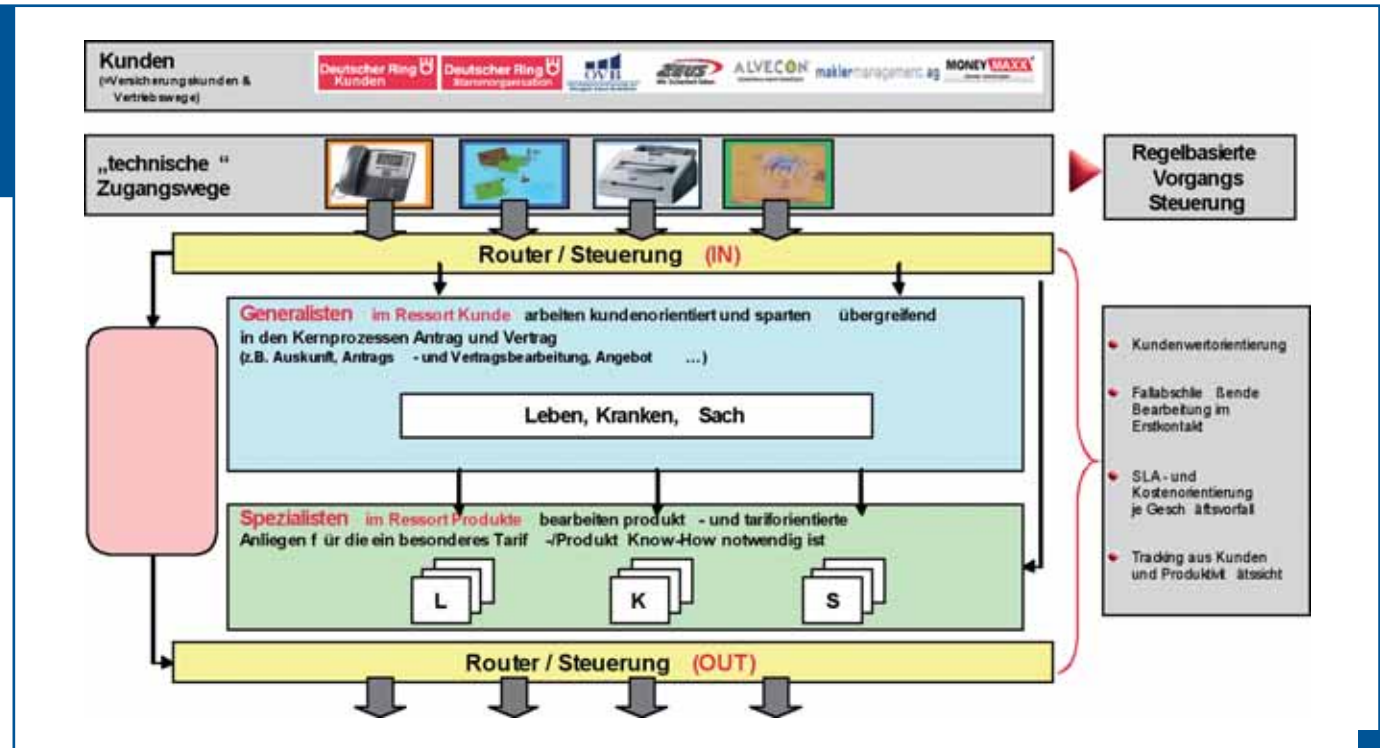 Kunden
(=Versicherungskunden &
Vertriebswege)
Deutscher Ring
Kunden
Deutscher Ring
Stammorganisation
OVB
ZEUS
ALVECON
maklermanagement.ag
MONEYMAXX
„technische “
Zugangswege
Regelbasierte
Vorgangs
Steuerung
Router / Steuerung (IN)
Generalisten im Ressort Kunde arbeiten kundenorientiert und sparten übergreifend
in den Kernprozessen Antrag und Vertrag
(z.B. Auskunft, Antrags - und Vertragsbearbeitung, Angebot ...)
Leben, Kranken, Sach
Spezialisten im Ressort Produkte bearbeiten produkt - und tariforientierte
Anliegen f ür die ein besonderes Tarif -/Produkt Know-How notwendig ist
L
K
S
Router / Steuerung (OUT)
Kundenwertorientierung
Fallabschlie ßende
Bearbeitung im
Erstkontakt
SLA - und
Kostenorientierung
je Gesch äftsvorfall
Tracking aus Kunden
und Produktivit ätssicht